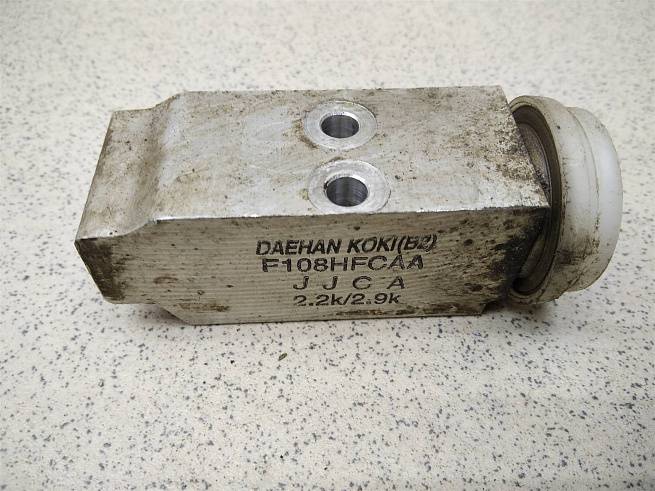 DAEHAN KOKI(B2)
F108HFCAA
J J C A
2.2k/2.9k